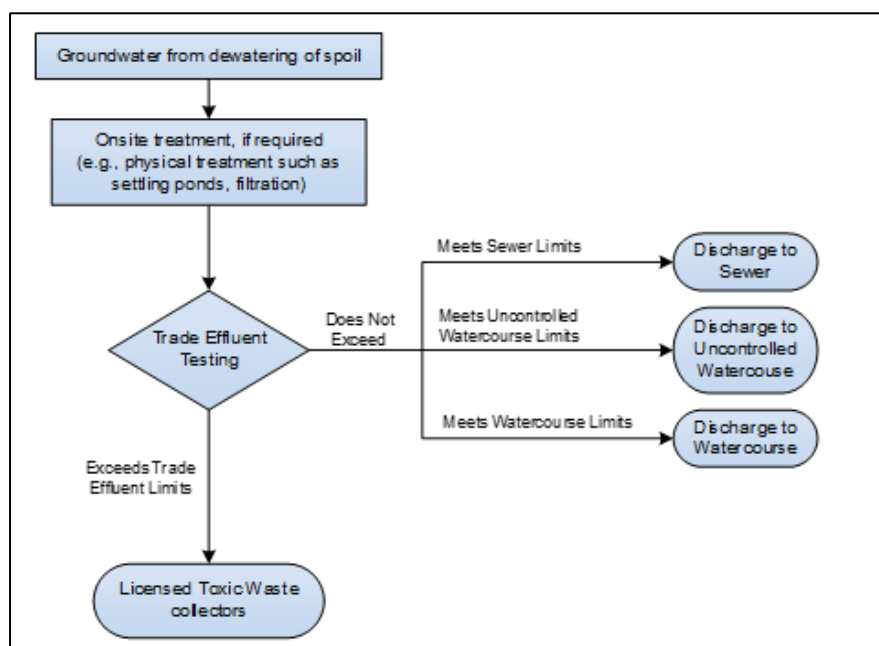 Groundwater from dewatering of spoil
Onsite treatment, if required
(e.g., physical treatment such as
settling ponds, filtration)
Trade Effluent
Testing
Does Not
Exceed
Meets Sewer Limits
Discharge to
Sewer
Meets Uncontrolled
Watercourse Limits
Discharge to
Uncontrolled
Watercouse
Meets Watercourse Limits
Discharge to
Watercourse
Exceeds Trade
Effluent Limits
Licensed Toxic Waste
collectors